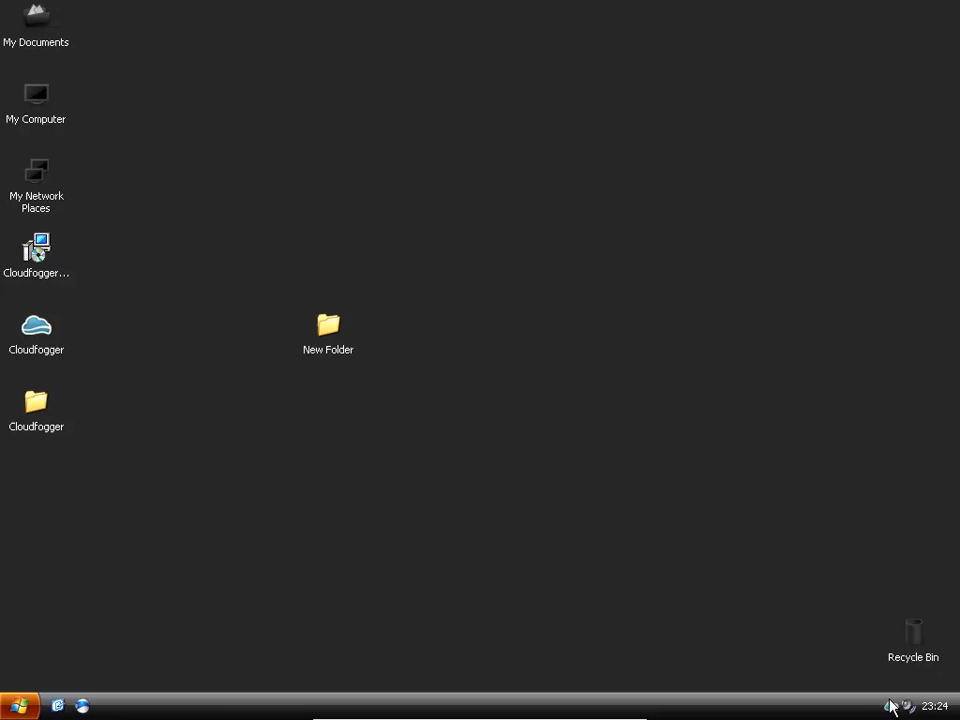 My Documents
My Computer
My Network
Places
Cloudfogger...
Cloudfogger
New Folder
Cloudfogger
Recycle Bin
23:24